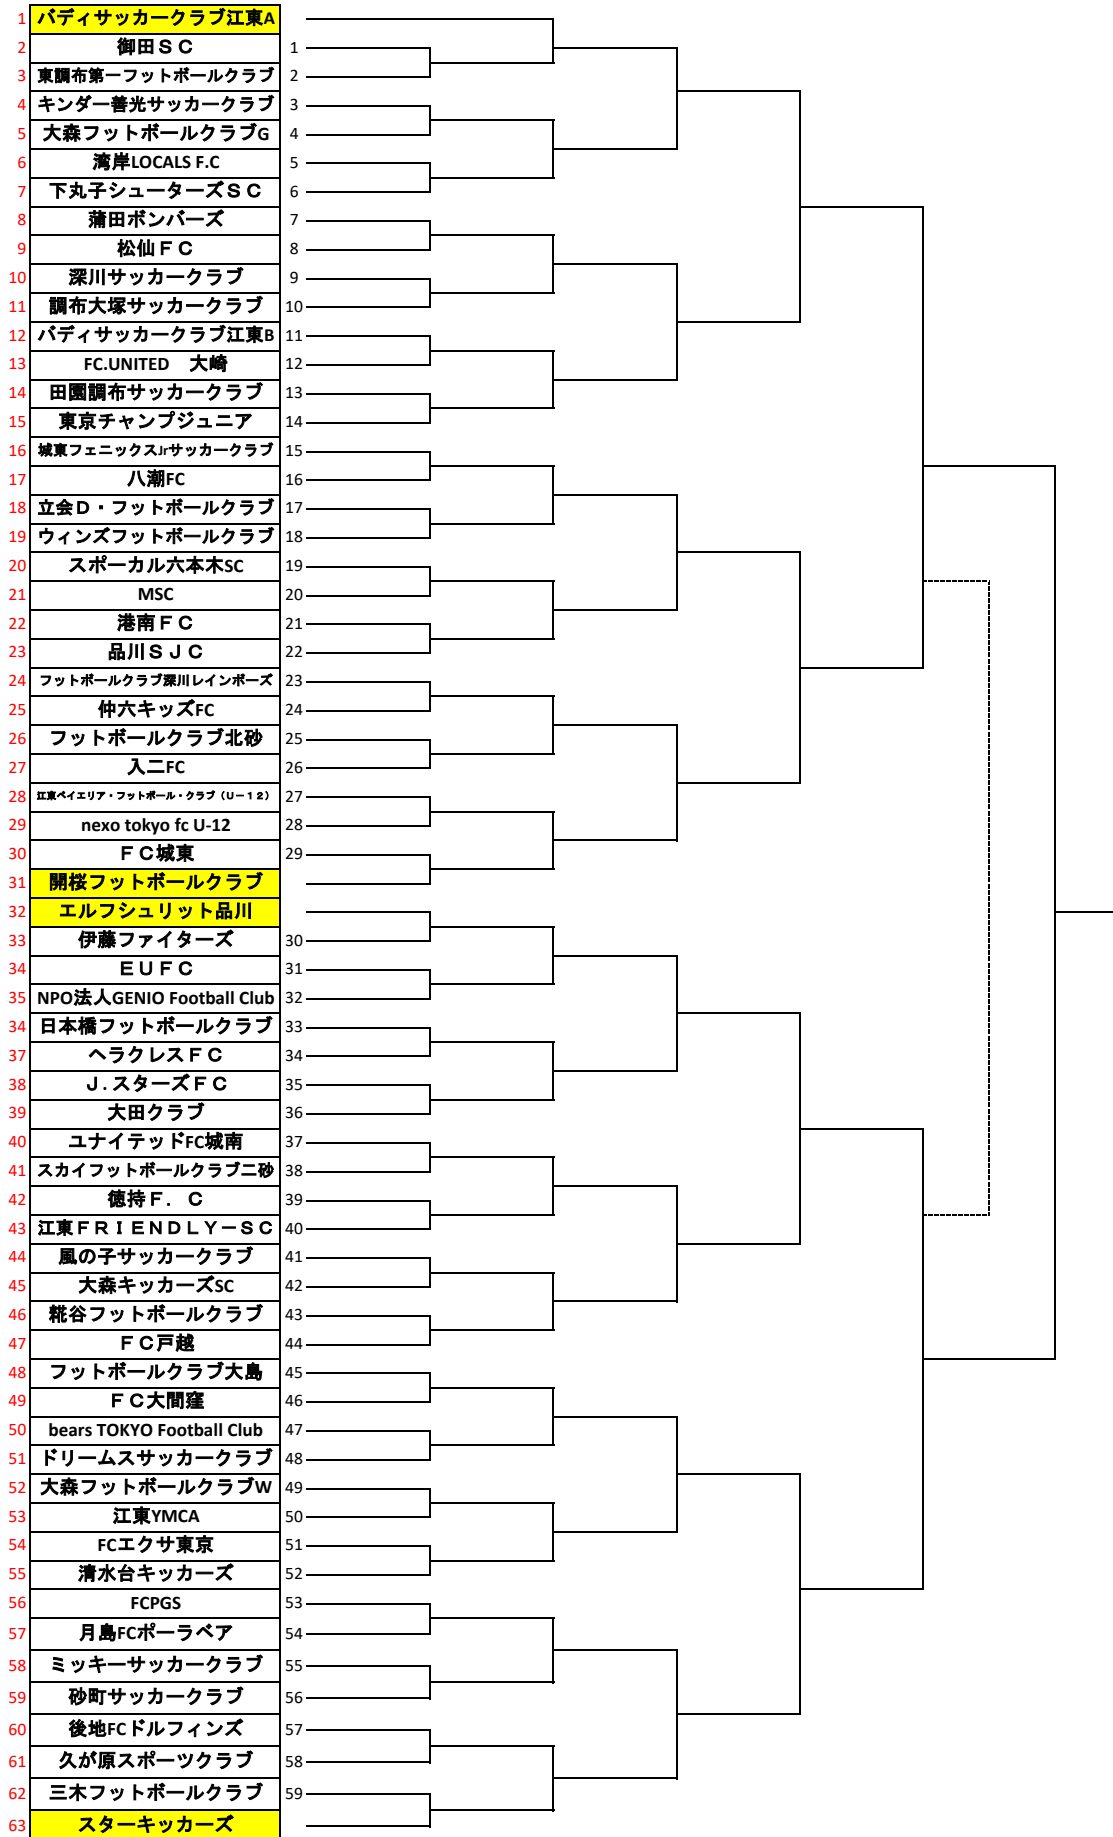 1 バディサッカークラブ江東A
2 御田ＳＣ 1
3 東調布第一フットボールクラブ 2
4 キンダー善光サッカークラブ 3
5 大森フットボールクラブG 4
6 湾岸LOCALS F.C 5
7 下丸子シューターズＳＣ 6
8 蒲田ボンバーズ 7
9 松仙ＦＣ 8
10 深川サッカークラブ 9
11 調布大塚サッカークラブ 10
12 バディサッカークラブ江東B 11
13 FC.UNITED　大崎 12
14 田園調布サッカークラブ 13
15 東京チャンプジュニア 14
16 城東フェニックスJrサッカークラブ 15
17 八潮FC 16
18 立会Ｄ・フットボールクラブ 17
19 ウィンズフットボールクラブ 18
20 スポーカル六本木SC 19
21 MSC 20
22 港南ＦＣ 21
23 品川ＳＪＣ 22
24 フットボールクラブ深川レインボーズ 23
25 仲六キッズFC 24
26 フットボールクラブ北砂 25
27 入二FC 26
28 江東ベイエリア・フットボール・クラブ（Ｕ－１２） 27
29 nexo tokyo fc U-12 28
30 ＦＣ城東 29
31 開桜フットボールクラブ
32 エルフシュリット品川
33 伊藤ファイターズ 30
34 ＥＵＦＣ 31
35 NPO法人GENIO Football Club 32
34 日本橋フットボールクラブ 33
37 ヘラクレスＦＣ 34
38 Ｊ.スターズＦＣ 35
39 大田クラブ 36
40 ユナイテッドFC城南 37
41 スカイフットボールクラブ二砂 38
42 徳持Ｆ．Ｃ 39
43 江東ＦＲＩＥＮＤＬＹ－ＳＣ 40
44 風の子サッカークラブ 41
45 大森キッカーズSC 42
46 糀谷フットボールクラブ 43
47 ＦＣ戸越 44
48 フットボールクラブ大島 45
49 ＦＣ大間窪 46
50 bears TOKYO Football Club 47
51 ドリームスサッカークラブ 48
52 大森フットボールクラブW 49
53 江東YMCA 50
54 FCエクサ東京 51
55 清水台キッカーズ 52
56 FCPGS 53
57 月島FCポーラベア 54
58 ミッキーサッカークラブ 55
59 砂町サッカークラブ 56
60 後地FCドルフィンズ 57
61 久が原スポーツクラブ 58
62 三木フットボールクラブ 59
63 スターキッカーズ